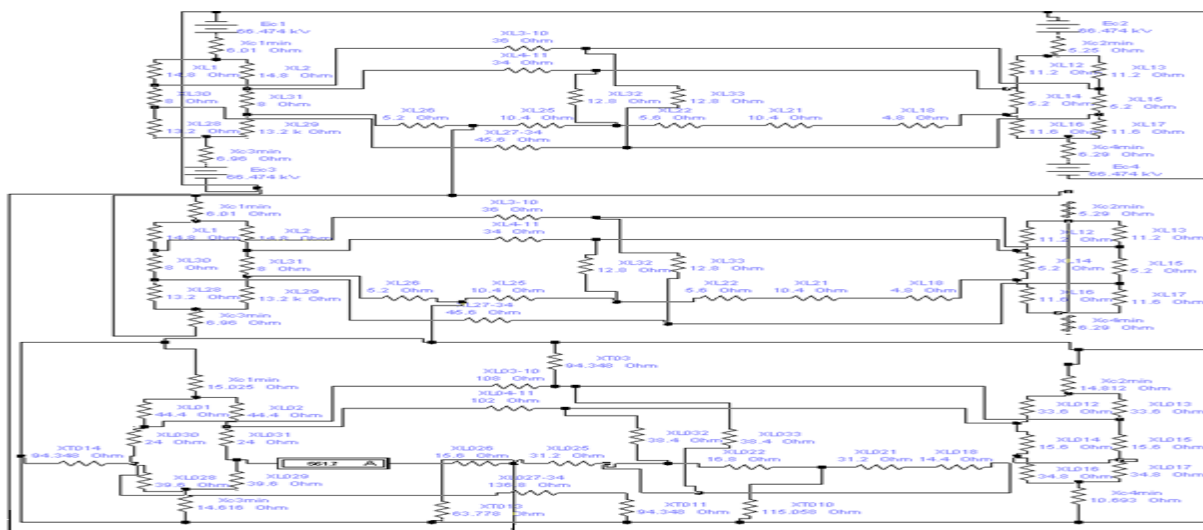 Ec1
66.474 kV
Xc1min
6.01 Ohm
XL1
14.8 Ohm
XL2
14.8 Ohm
XL30
8 Ohm
XL31
8 Ohm
XL28
13.2 Ohm
XL29
13.2 k Ohm
Xc3min
6.96 Ohm
Ec3
66.474 kV
XL3-10
36 Ohm
XL4-11
34 Ohm
XL32
12.8 Ohm
XL33
12.8 Ohm
XL26
5.2 Ohm
XL25
10.4 Ohm
XL22
5.6 Ohm
XL21
10.4 Ohm
XL18
4.8 Ohm
XL27-34
45.6 Ohm
Ec2
66.474 kV
Xc2min
5.25 Ohm
XL12
11.2 Ohm
XL13
11.2 Ohm
XL14
5.2 Ohm
XL15
5.2 Ohm
XL16
11.6 Ohm
XL17
11.6 Ohm
Xc4min
6.29 Ohm
Ec4
66.474 kV
Xc1min
6.01 Ohm
XL1
14.8 Ohm
XL2
14.8 Ohm
XL30
8 Ohm
XL31
8 Ohm
XL28
13.2 Ohm
XL29
13.2 k Ohm
Xc3min
6.96 Ohm
XL3-10
36 Ohm
XL4-11
34 Ohm
XL32
12.8 Ohm
XL33
12.8 Ohm
XL26
5.2 Ohm
XL25
10.4 Ohm
XL22
5.6 Ohm
XL21
10.4 Ohm
XL18
4.8 Ohm
XL27-34
45.6 Ohm
Xc2min
5.29 Ohm
XL12
11.2 Ohm
XL13
11.2 Ohm
XL14
5.2 Ohm
XL15
5.2 Ohm
XL16
11.6 Ohm
XL17
11.6 Ohm
Xc4min
6.29 Ohm
Xc1min
15.025 Ohm
XL01
44.4 Ohm
XL02
44.4 Ohm
XL030
24 Ohm
XL031
24 Ohm
XT014
94.348 Ohm
XL028
39.6 Ohm
XL029
39.6 Ohm
Xc3min
14.616 Ohm
XT03
94.348 Ohm
XL03-10
108 Ohm
XL04-11
102 Ohm
XL032
38.4 Ohm
XL033
38.4 Ohm
661.2 A
XL026
15.6 Ohm
XL025
31.2 Ohm
XL022
16.8 Ohm
XL021
31.2 Ohm
XL018
14.4 Ohm
XL027-34
136.8 Ohm
63.778 Ohm
XT011
94.348 Ohm
XT010
115.058 Ohm
Xc2min
14.812 Ohm
XL012
33.6 Ohm
XL013
33.6 Ohm
XL014
15.6 Ohm
XL015
15.6 Ohm
XL016
34.8 Ohm
XL017
34.8 Ohm
Xc4min
10.693 Ohm